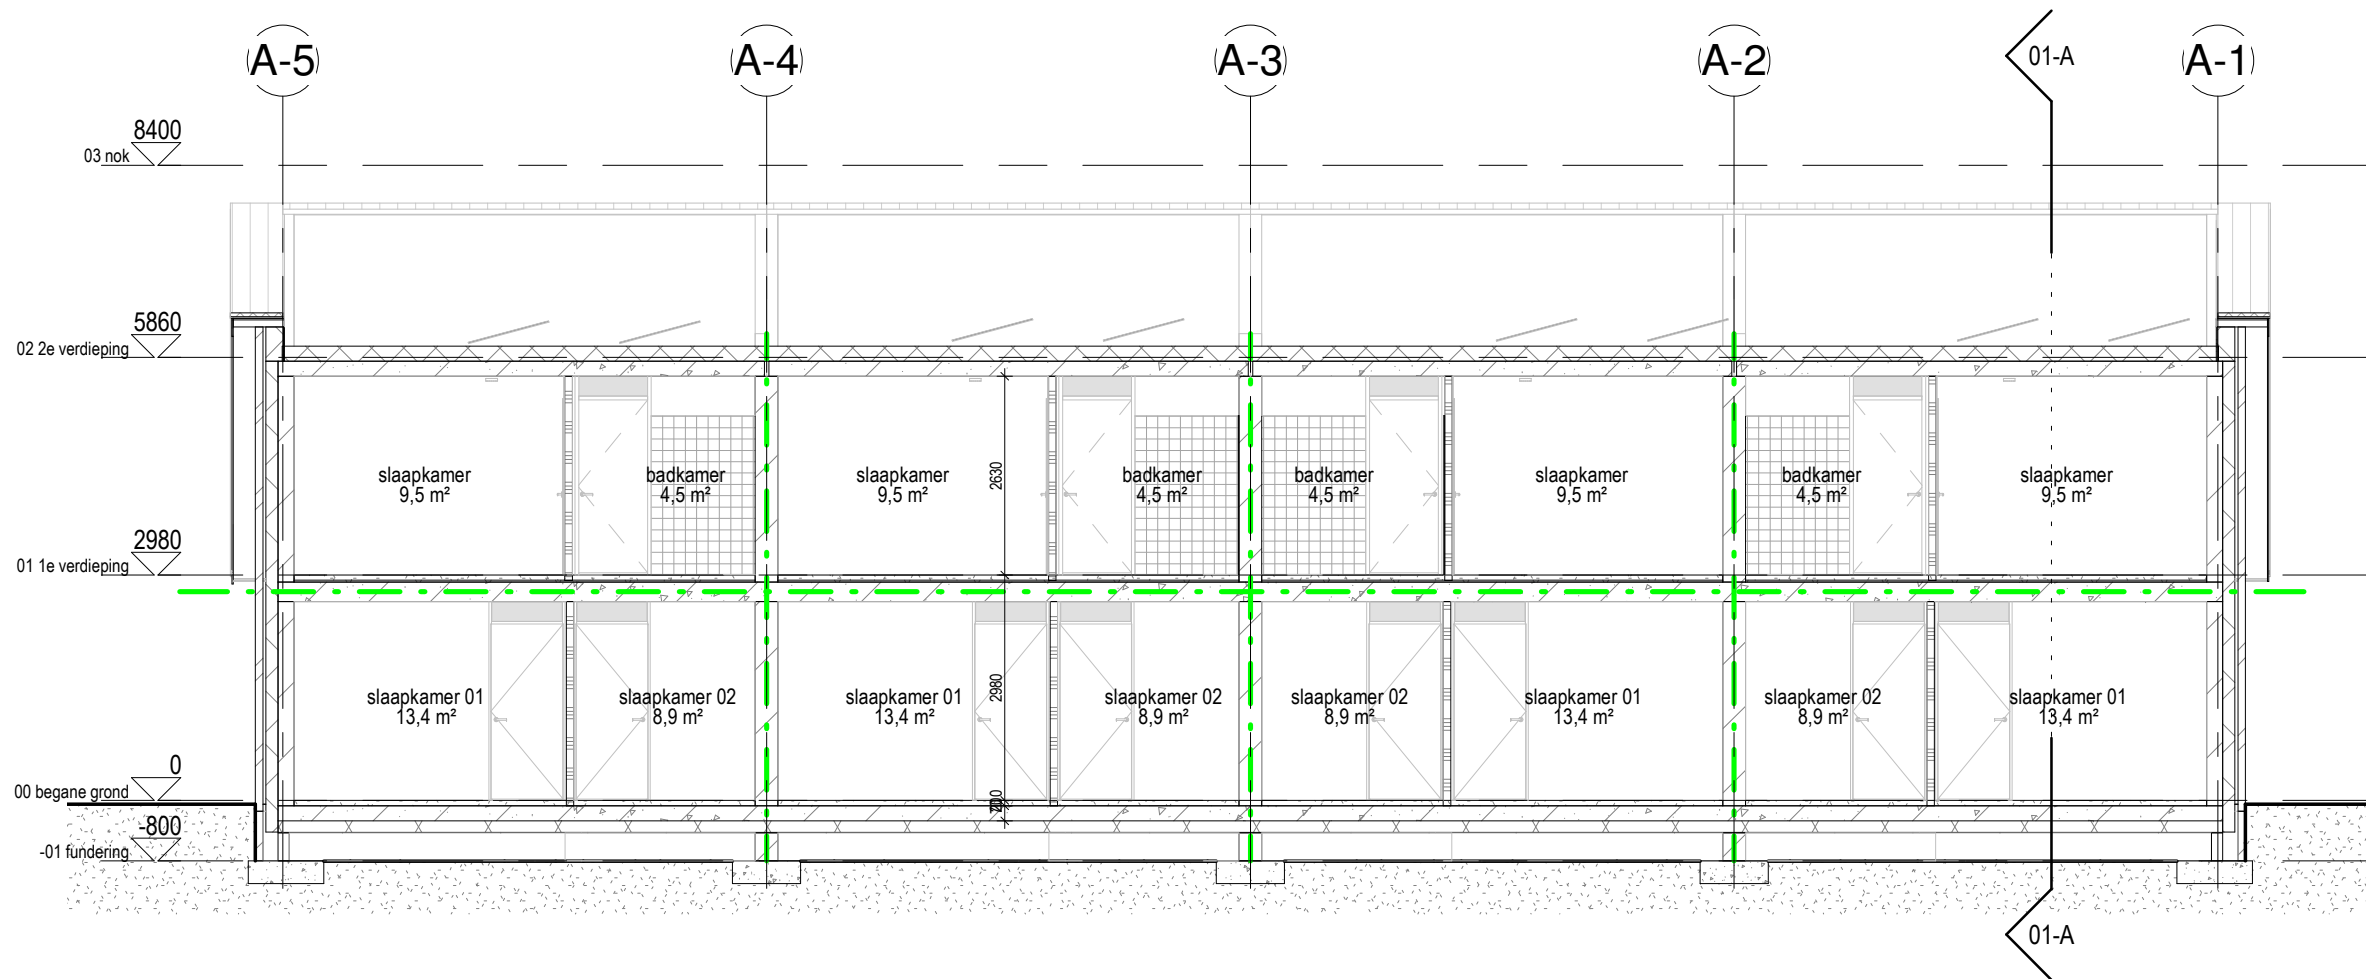 A-5
A-4
A-3
A-2
01-A
A-1
8400
03 nok
5860
02 2e verdieping
slaapkamer
9,5 m²
badkamer
4,5 m²
slaapkamer
9,5 m²
2630
badkamer
4,5 m²
badkamer
4,5 m²
slaapkamer
9,5 m²
badkamer
4,5 m²
slaapkamer
9,5 m²
2980
01 1e verdieping
slaapkamer 01
13,4 m²
slaapkamer 02
8,9 m²
slaapkamer 01
13,4 m²
2980
slaapkamer 02
8,9 m²
slaapkamer 02
8,9 m²
slaapkamer 01
13,4 m²
slaapkamer 02
8,9 m²
slaapkamer 01
13,4 m²
0
00 begane grond
-800
-01 fundering
01-A